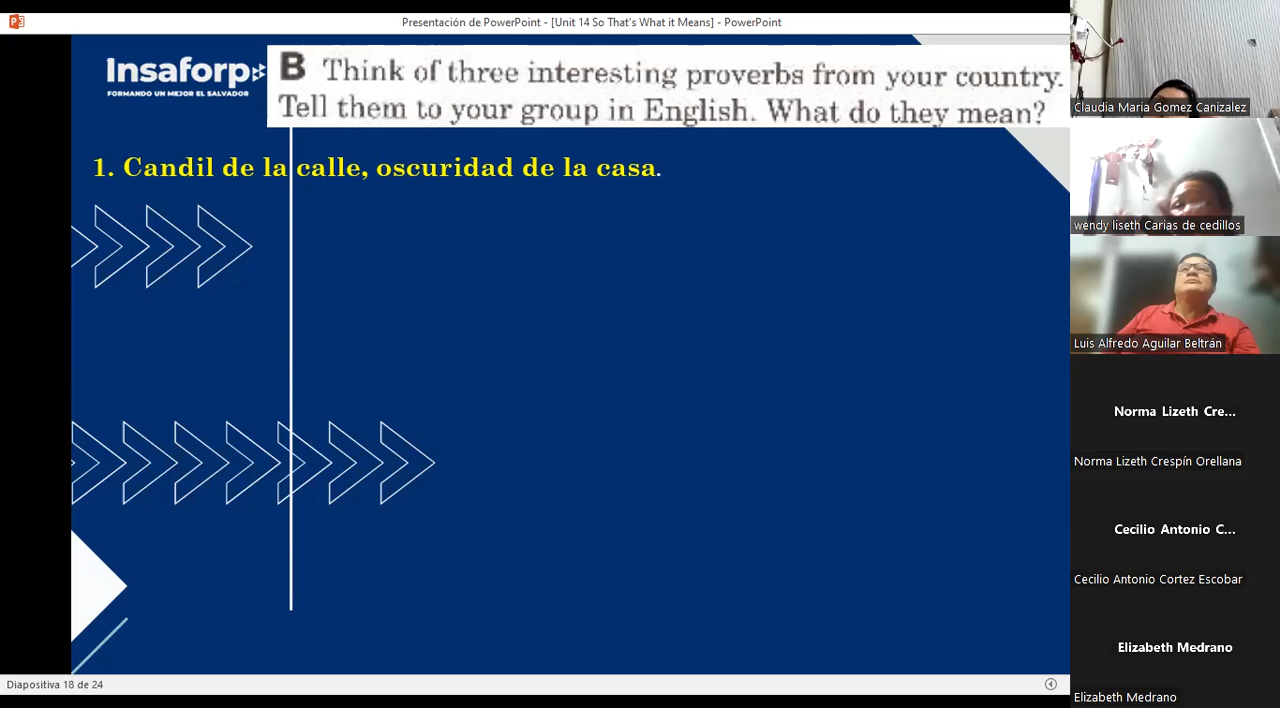 Presentación de PowerPoint - [Unit 14 So That's What it Means] - PowerPoint
Insaforp
FORMANDO UN MEJOR EL SALVADOR
B Think of three interesting proverbs from your country.
Tell them to your group in English. What do they mean?
1. Candil de la calle, oscuridad de la casa.
Diapositiva 18 de 24
Claudia Maria Gomez Canizalez
wendy liseth Carias de cedillos
Luis Alfredo Aguilar Beltrán
Norma Lizeth Cre...
Norma Lizeth Crespín Orellana
Cecilio Antonio C...
Cecilio Antonio Cortez Escobar
Elizabeth Medrano
Elizabeth Medrano